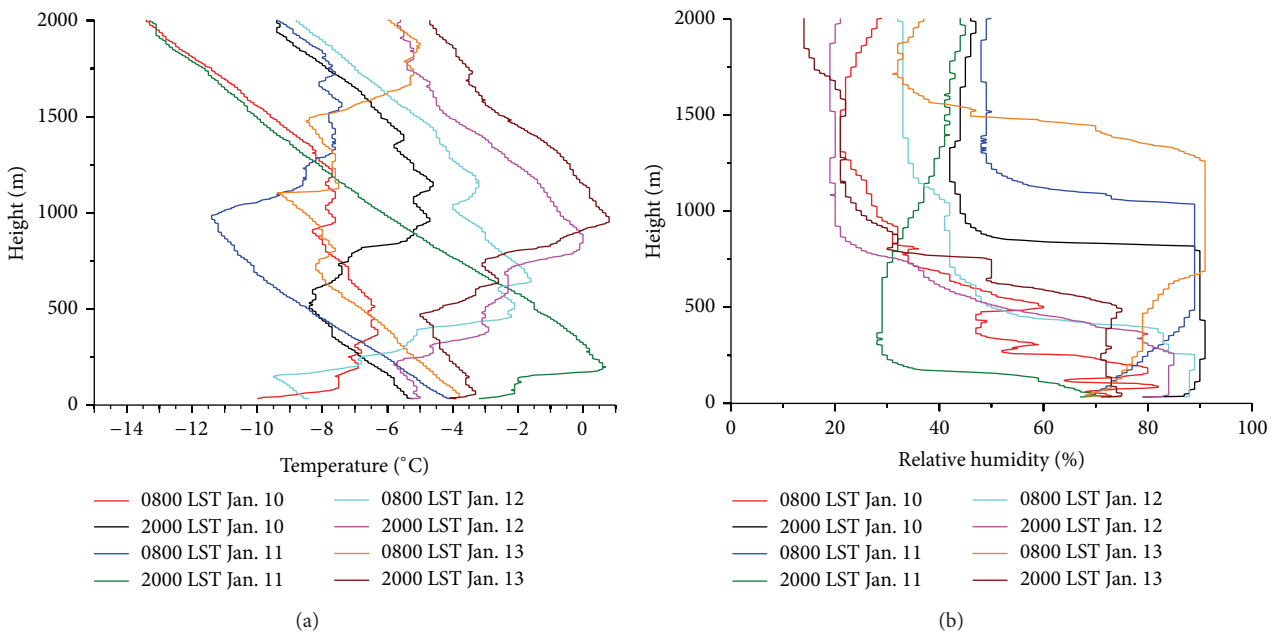 2000
1500
1000
500
0
Height (m)
−14
−12
−10
−8
−6
−4
−2
0
Temperature (°C)
0800 LST Jan. 10
2000 LST Jan. 10
0800 LST Jan. 11
2000 LST Jan. 11
0800 LST Jan. 12
2000 LST Jan. 12
0800 LST Jan. 13
2000 LST Jan. 13
(a)
2000
1500
1000
500
0
Height (m)
0
20
40
60
80
100
Relative humidity (%)
0800 LST Jan. 10
2000 LST Jan. 10
0800 LST Jan. 11
2000 LST Jan. 11
0800 LST Jan. 12
2000 LST Jan. 12
0800 LST Jan. 13
2000 LST Jan. 13
(b)